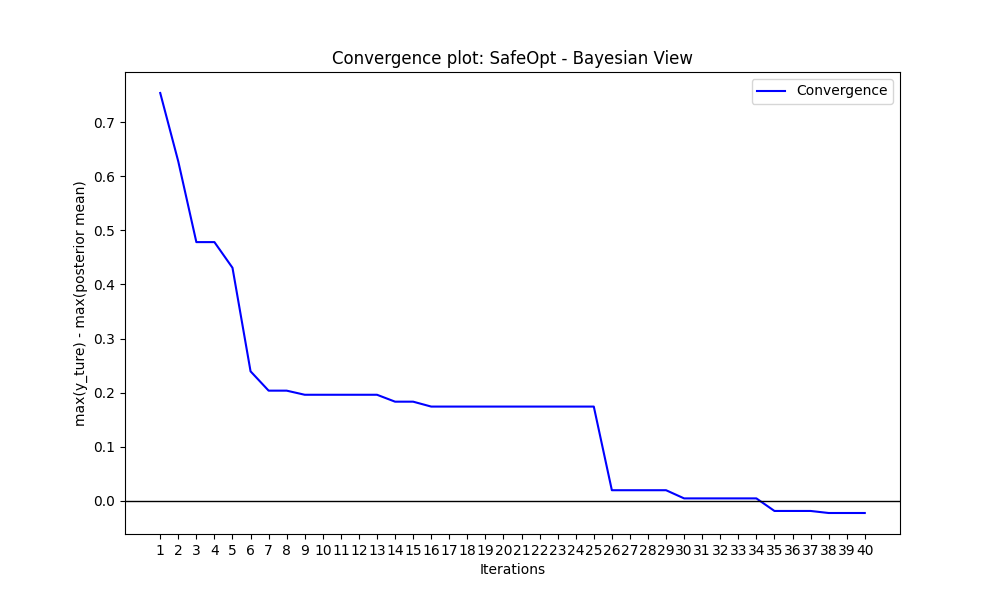 Convergence plot: SafeOpt - Bayesian View
Convergence
max(y_ture) - max(posterior mean)
0.7
0.6
0.5
0.4
0.3
0.2
0.1
0.0
1 2 3 4 5 6 7 8 9 10 11 12 13 14 15 16 17 18 19 20 21 22 23 24 25 26 27 28 29 30 31 32 33 34 35 36 37 38 39 40
Iterations